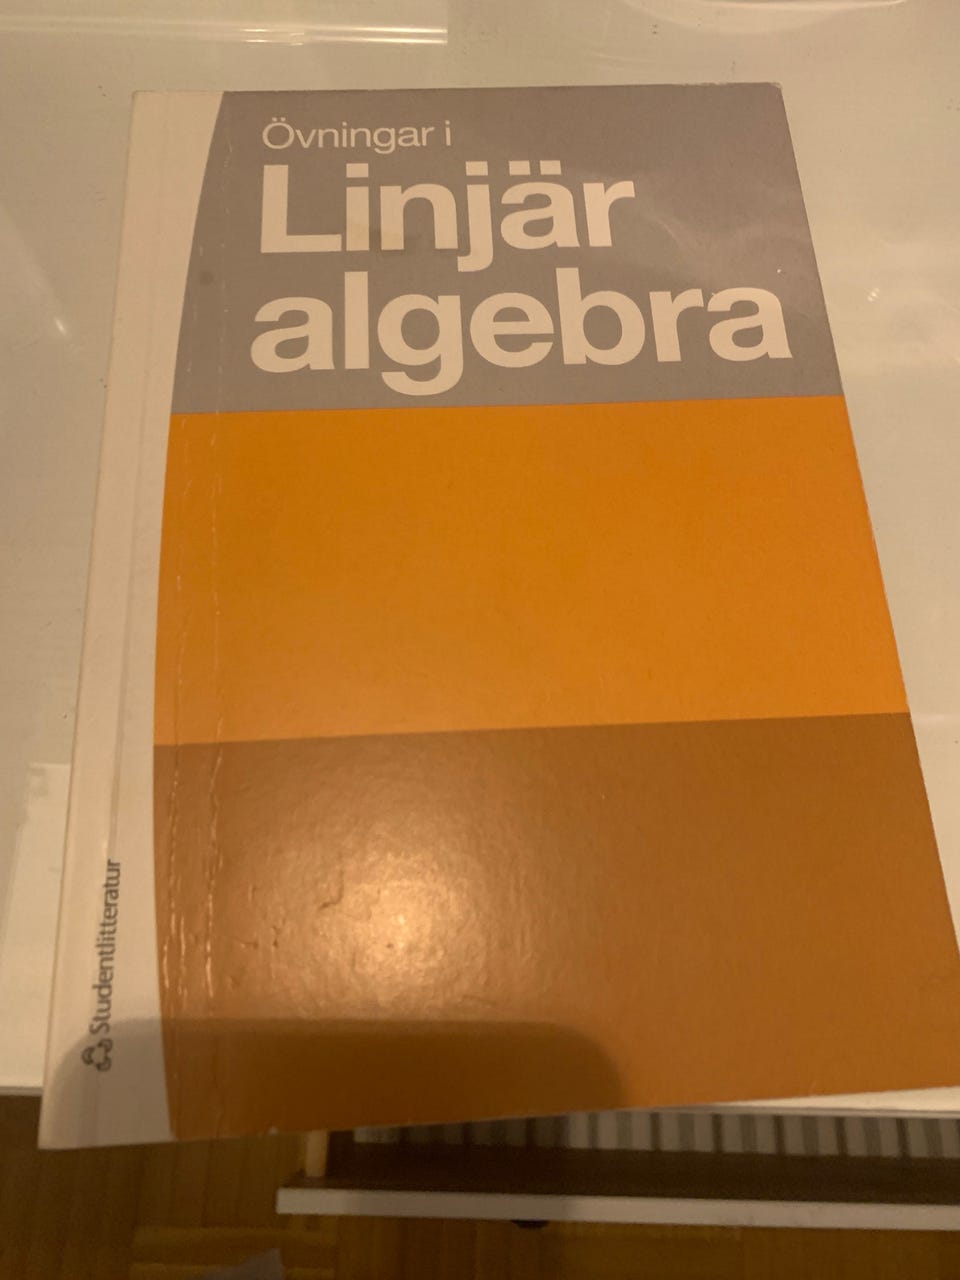 Övningar i
Linjär
algebra
Studentlitteratur